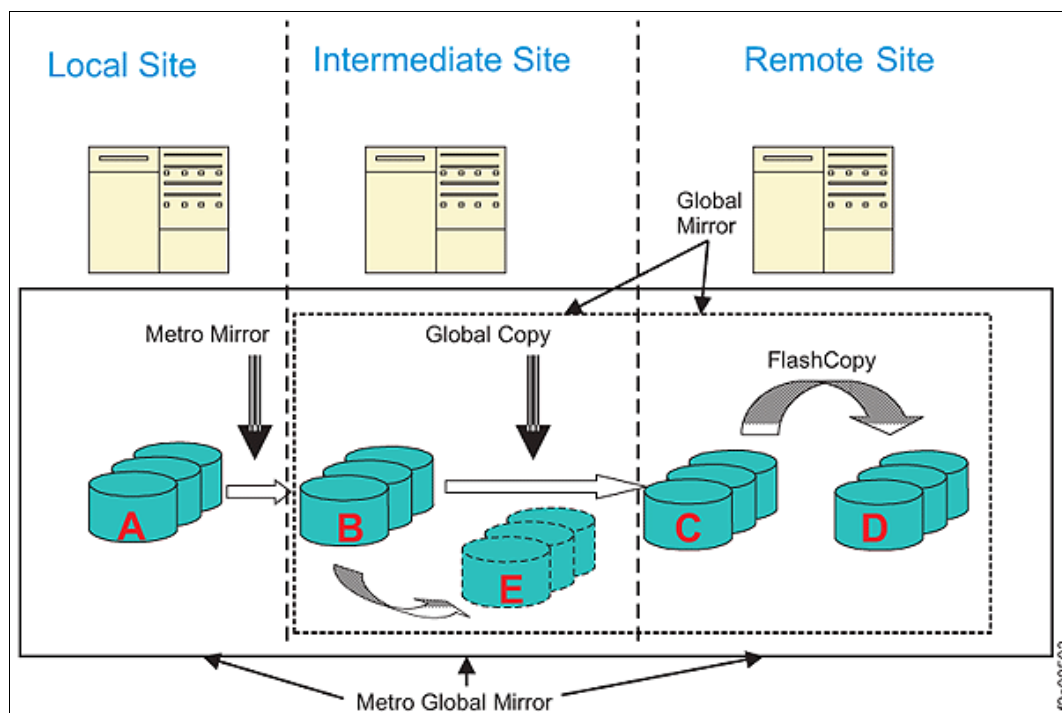 Local Site
Intermediate Site
Remote Site
Global
Mirror
Metro Mirror
Global Copy
FlashCopy
A
B
C
D
E
Metro Global Mirror